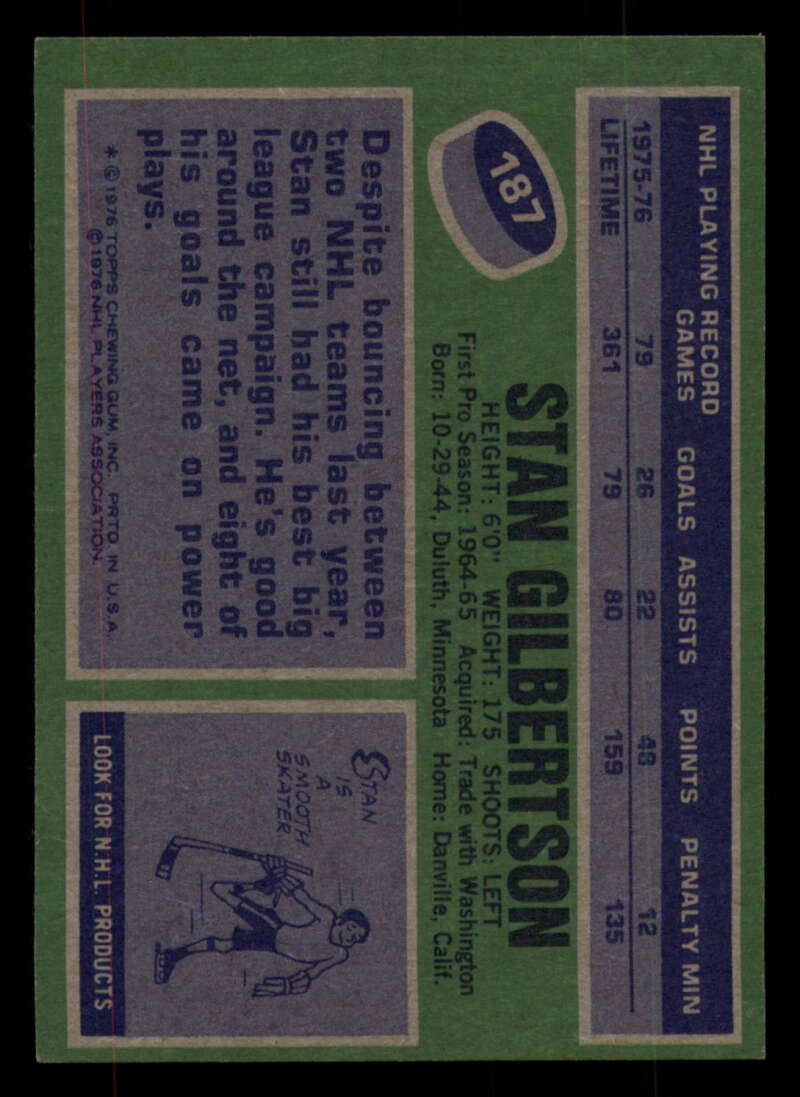 NHL PLAYING RECORD
GAMES GOALS ASSISTS POINTS PENALTY MIN
1975-76 79 26 22 48 12
LIFETIME 361 79 80 159 135
187
STAN GILBERTSON
HEIGHT: 6'0" WEIGHT: 175 SHOOTS: LEFT
First Pro Season: 1964-65 Acquired: Trade with Washington
Born: 10-29-44, Duluth, Minnesota Home: Danville, Calif.
Despite bouncing between
two NHL teams last year,
Stan still had his best big
league campaign. He's good
around the net, and eight of
his goals came on power
plays.
* © 1976 TOPPS CHEWING GUM, INC. PRTD. IN U.S.A.
© 1976 NHL PLAYERS ASSOCIATION
STAN
IS
A
SMOOTH
SKATER
LOOK FOR N.H.L. PRODUCTS